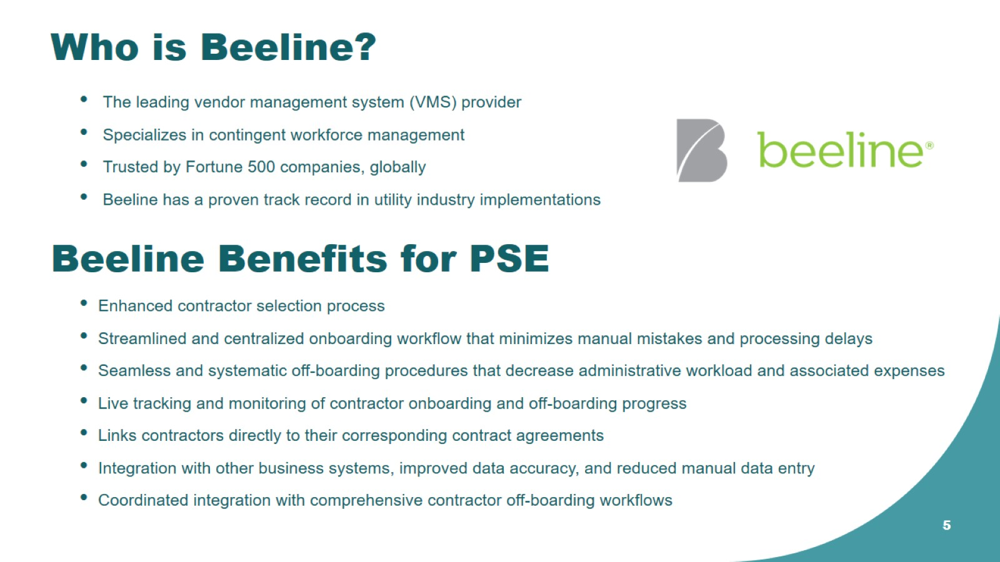 Who is Beeline?
• The leading vendor management system (VMS) provider
• Specializes in contingent workforce management
• Trusted by Fortune 500 companies, globally
• Beeline has a proven track record in utility industry implementations
B beeline®
Beeline Benefits for PSE
• Enhanced contractor selection process
• Streamlined and centralized onboarding workflow that minimizes manual mistakes and processing delays
• Seamless and systematic off-boarding procedures that decrease administrative workload and associated expenses
• Live tracking and monitoring of contractor onboarding and off-boarding progress
• Links contractors directly to their corresponding contract agreements
• Integration with other business systems, improved data accuracy, and reduced manual data entry
• Coordinated integration with comprehensive contractor off-boarding workflows
5